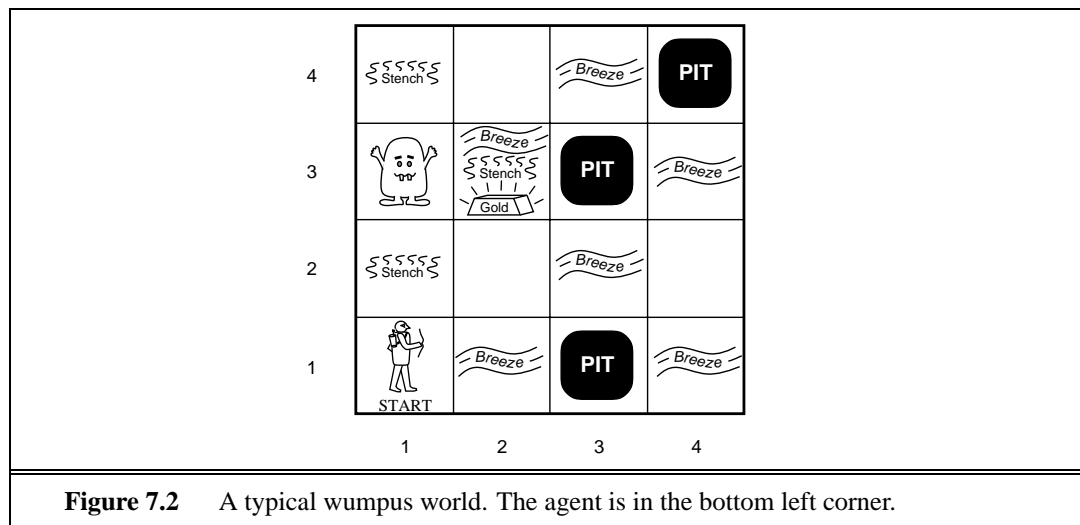 4 Stench Breeze PIT
Breeze
3 Stench PIT Breeze
Gold
2 Stench Breeze
1 Breeze PIT Breeze
START
1 2 3 4
Figure 7.2 A typical wumpus world. The agent is in the bottom left corner.